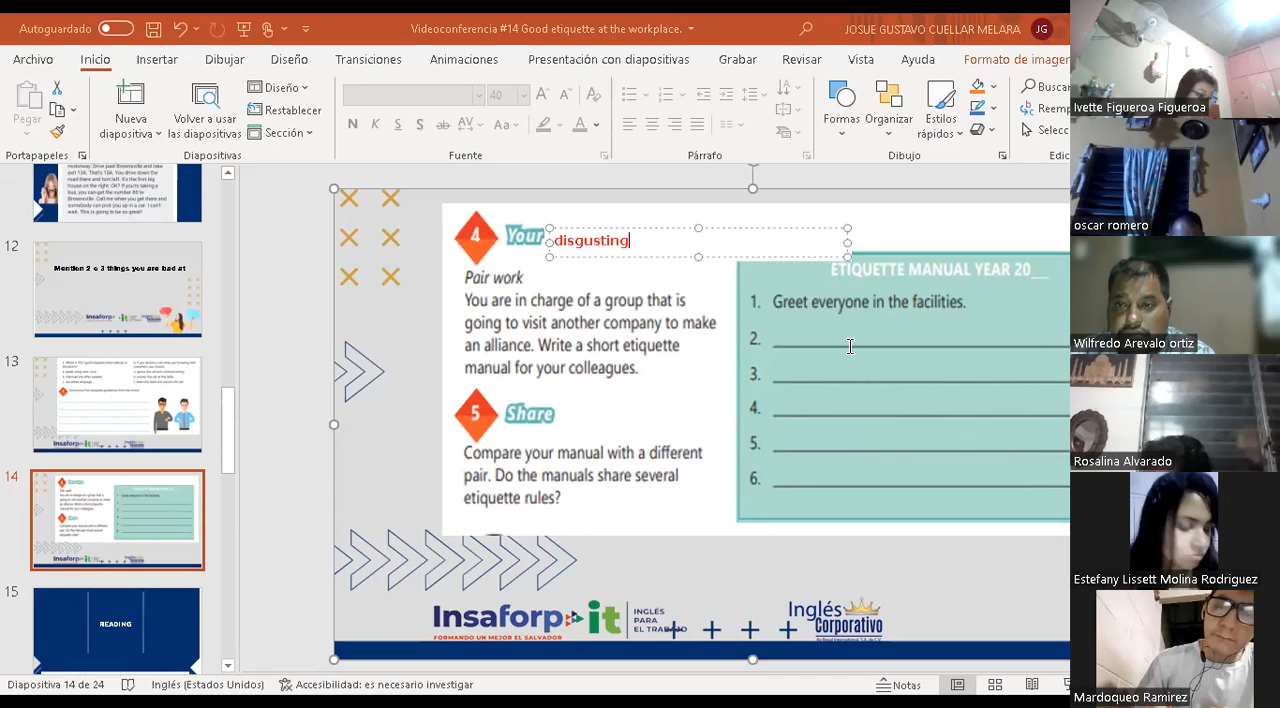 Autoguardado
Videoconferencia #14 Good etiquette at the workplace.
JOSUE GUSTAVO CUELLAR MELARA
JG
Archivo Inicio Insertar Dibujar Diseño Transiciones Animaciones Presentación con diapositivas Grabar Revisar Vista Ayuda Formato de imagen
Pegar
Nueva diapositiva
Volver a usar las diapositivas
Diseño
Restablecer
Sección
40
N K S S ab AV Aa A
Formas
Organizar
Estilos rápidos
Portapapeles
Diapositivas
Fuente
Párrafo
Dibujo
12
Mention 2 o 3 things you are bad at
13
14
15
READING
4 Your
disgusting
Pair work
You are in charge of a group that is
going to visit another company to make
an alliance. Write a short etiquette
manual for your colleagues.
5 Share
Compare your manual with a different
pair. Do the manuals share several
etiquette rules?
ETIQUETTE MANUAL YEAR 20__
1. Greet everyone in the facilities.
2.
3.
4.
5.
6.
Insaforp it
FORMANDO UN MEJOR EL SALVADOR
INGLÉS
PARA
EL TRABAJO
Inglés
Corporativo
Diapositiva 14 de 24
Inglés (Estados Unidos)
Accesibilidad: es necesario investigar
Notas
Ivette Figueroa Figueroa
oscar romero
Wilfredo Arevalo ortiz
Rosalina Alvarado
Estefany Lissett Molina Rodriguez
Mardoqueo Ramirez